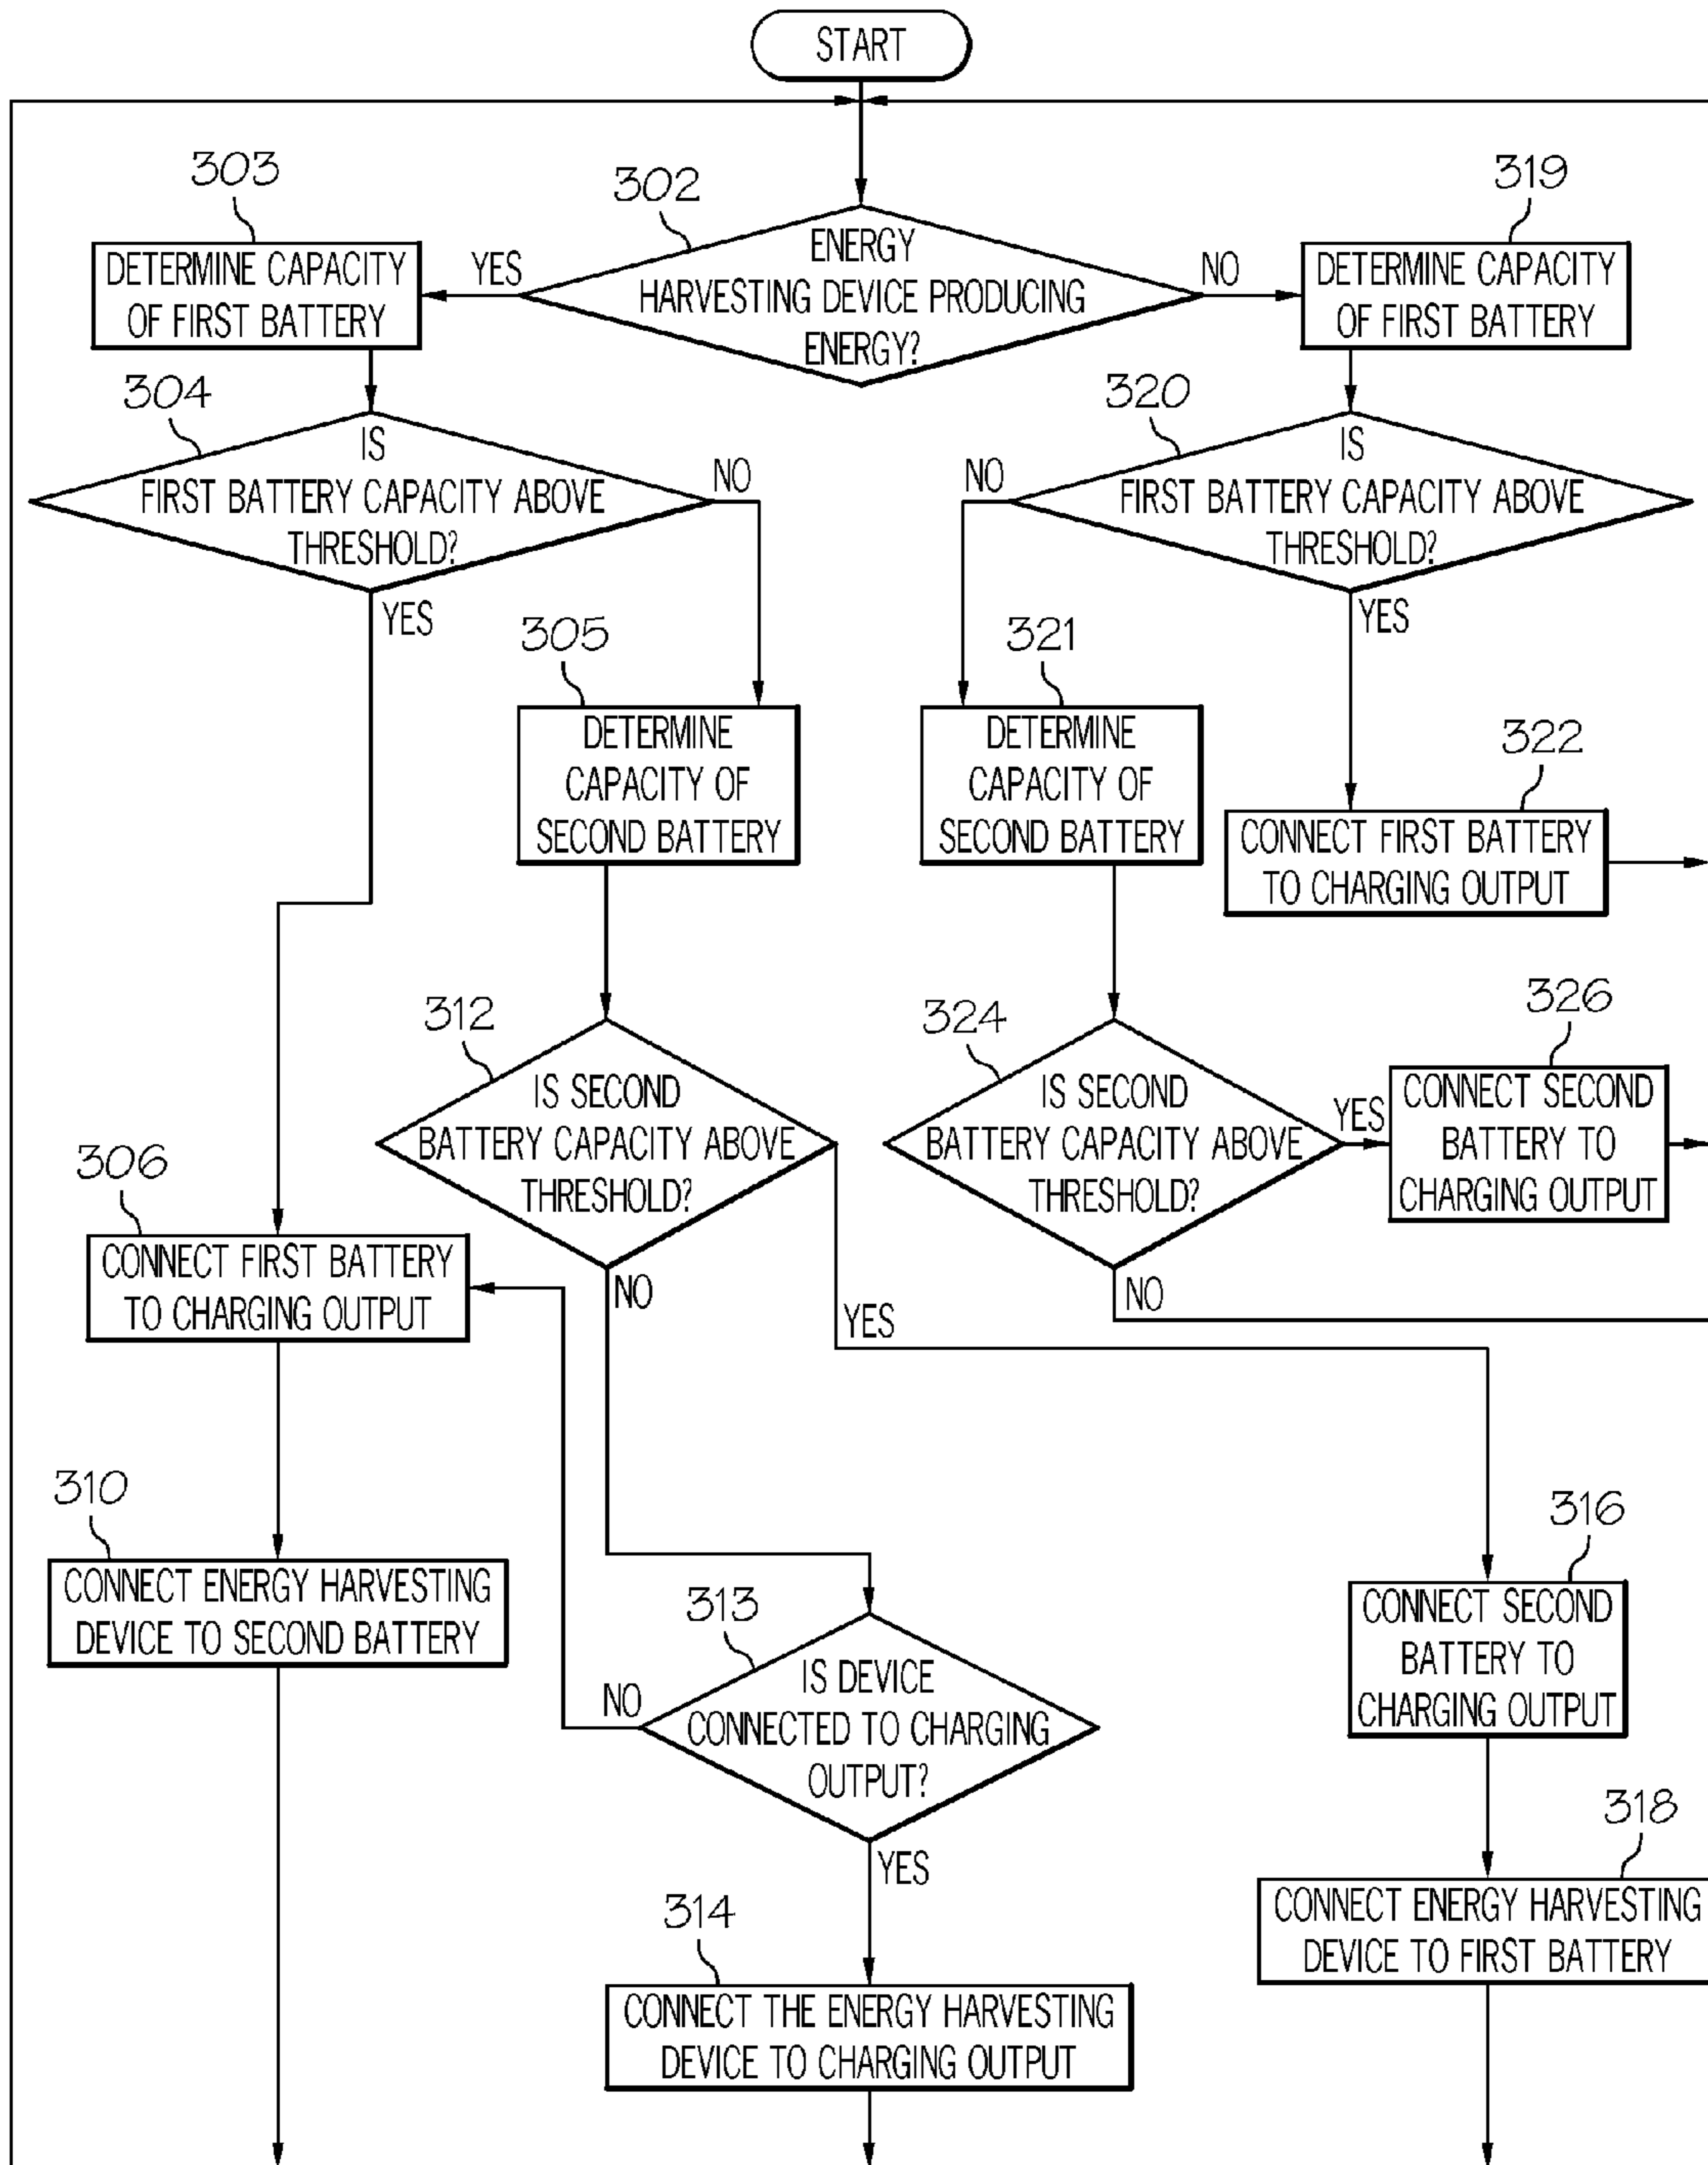 START
303
302
319
DETERMINE CAPACITY
OF FIRST BATTERY
YES
ENERGY
HARVESTING DEVICE PRODUCING
ENERGY?
NO
DETERMINE CAPACITY
OF FIRST BATTERY
304
IS
FIRST BATTERY CAPACITY ABOVE
THRESHOLD?
NO
YES
320
IS
FIRST BATTERY CAPACITY ABOVE
THRESHOLD?
NO
YES
305
DETERMINE
CAPACITY OF
SECOND BATTERY
321
DETERMINE
CAPACITY OF
SECOND BATTERY
322
CONNECT FIRST BATTERY
TO CHARGING OUTPUT
312
IS SECOND
BATTERY CAPACITY ABOVE
THRESHOLD?
NO
YES
324
IS SECOND
BATTERY CAPACITY ABOVE
THRESHOLD?
YES
NO
326
CONNECT SECOND
BATTERY TO
CHARGING OUTPUT
306
CONNECT FIRST BATTERY
TO CHARGING OUTPUT
310
CONNECT ENERGY HARVESTING
DEVICE TO SECOND BATTERY
313
IS DEVICE
CONNECTED TO CHARGING
OUTPUT?
NO
YES
316
CONNECT SECOND
BATTERY TO
CHARGING OUTPUT
314
CONNECT THE ENERGY HARVESTING
DEVICE TO CHARGING OUTPUT
318
CONNECT ENERGY HARVESTING
DEVICE TO FIRST BATTERY